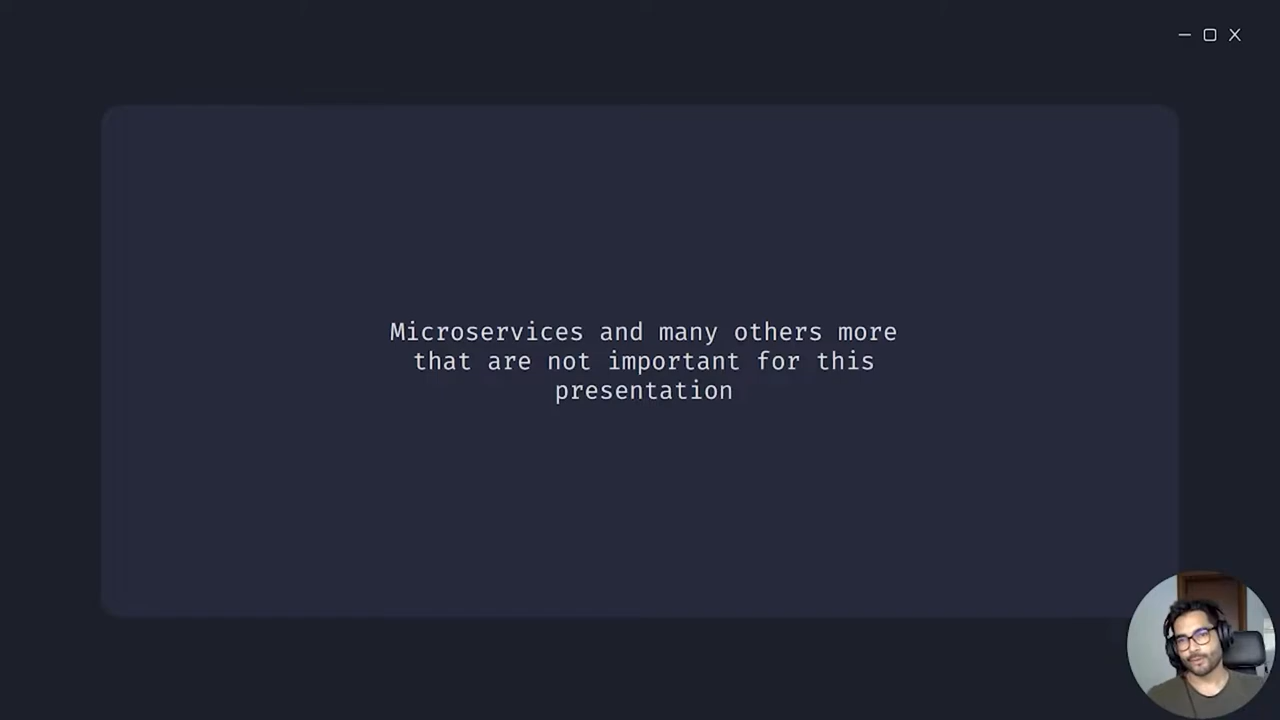 Microservices and many others more
that are not important for this
presentation